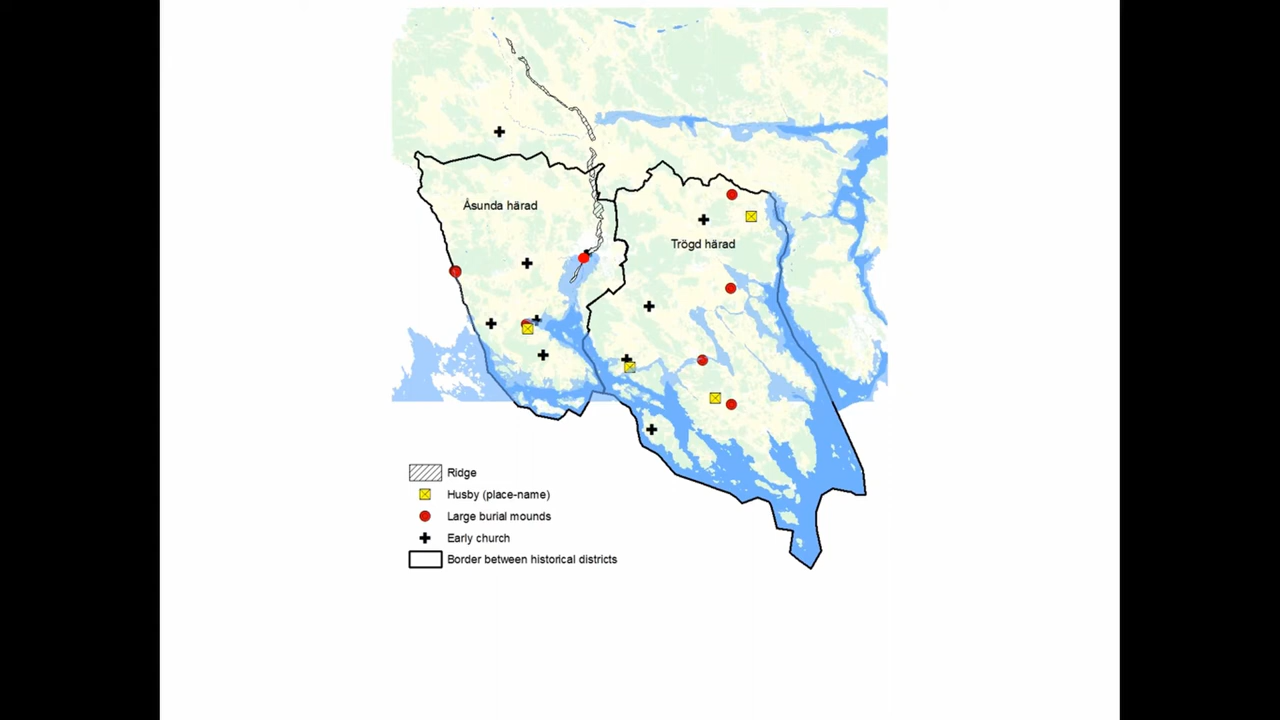 Åsunda härad
Trögd härad
Ridge
Husby (place-name)
Large burial mounds
Early church
Border between historical districts